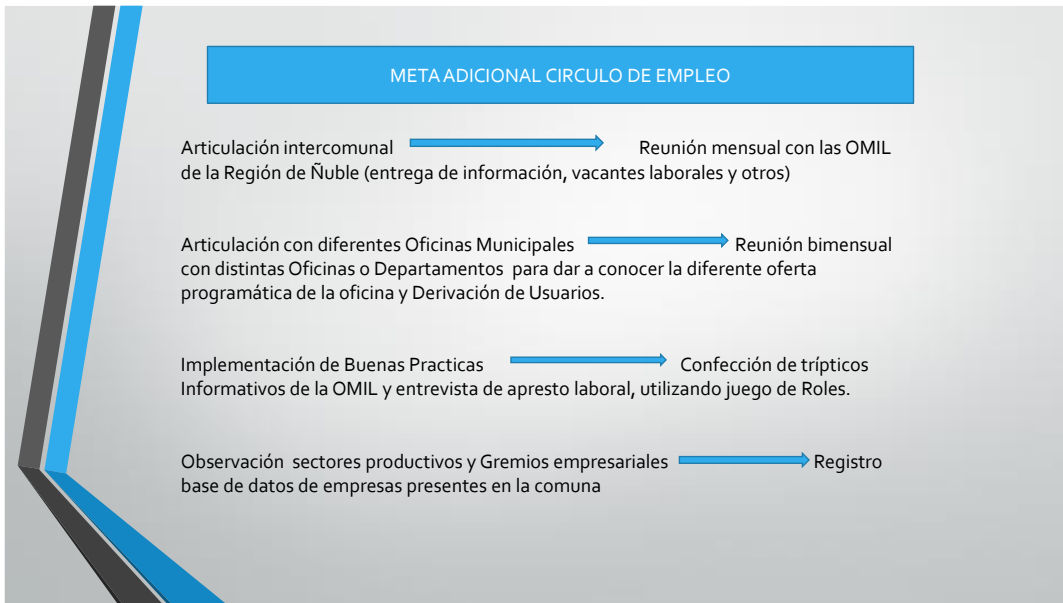 META ADICIONAL CIRCULO DE EMPLEO
Articulación intercomunal Reunión mensual con las OMIL
de la Región de Ñuble (entrega de información, vacantes laborales y otros)
Articulación con diferentes Oficinas Municipales Reunión bimensual
con distintas Oficinas o Departamentos para dar a conocer la diferente oferta
programática de la oficina y Derivación de Usuarios.
Implementación de Buenas Practicas Confección de trípticos
Informativos de la OMIL y entrevista de apresto laboral, utilizando juego de Roles.
Observación sectores productivos y Gremios empresariales Registro
base de datos de empresas presentes en la comuna